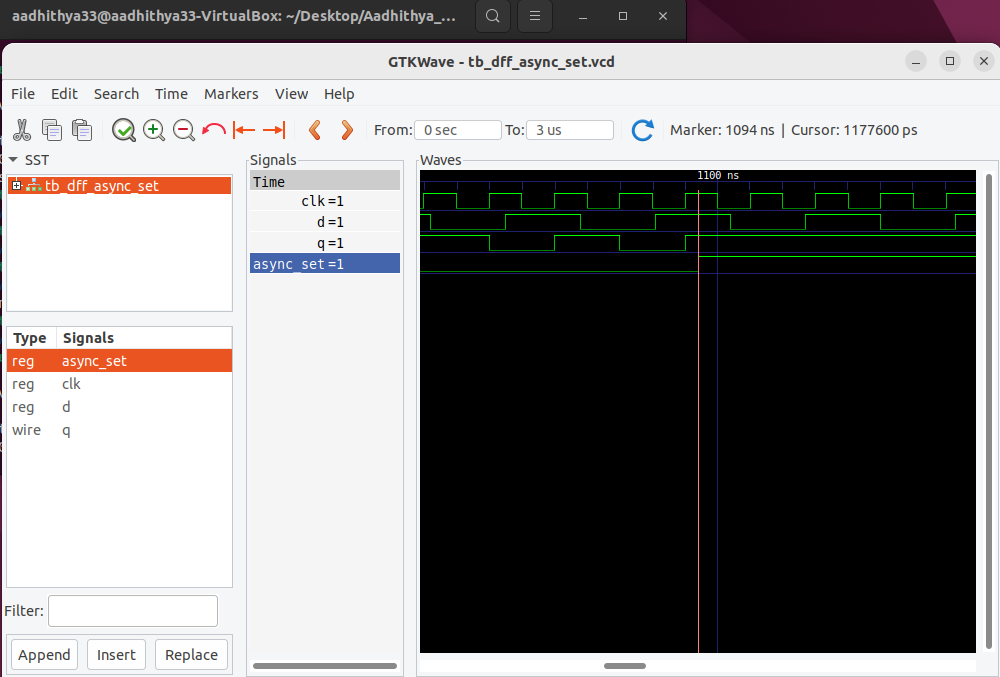 aadhithya33@aadhithya33-VirtualBox: ~/Desktop/Aadhithya_...
GTKWave - tb_dff_async_set.vcd
File Edit Search Time Markers View Help
From: 0 sec To: 3 us Marker: 1094 ns | Cursor: 1177600 ps
SST
tb_dff_async_set
Type Signals
reg async_set
reg clk
reg d
wire q
Filter:
Append Insert Replace
Signals
Time
clk =1
d =1
q =1
async_set =1
Waves
1100 ns